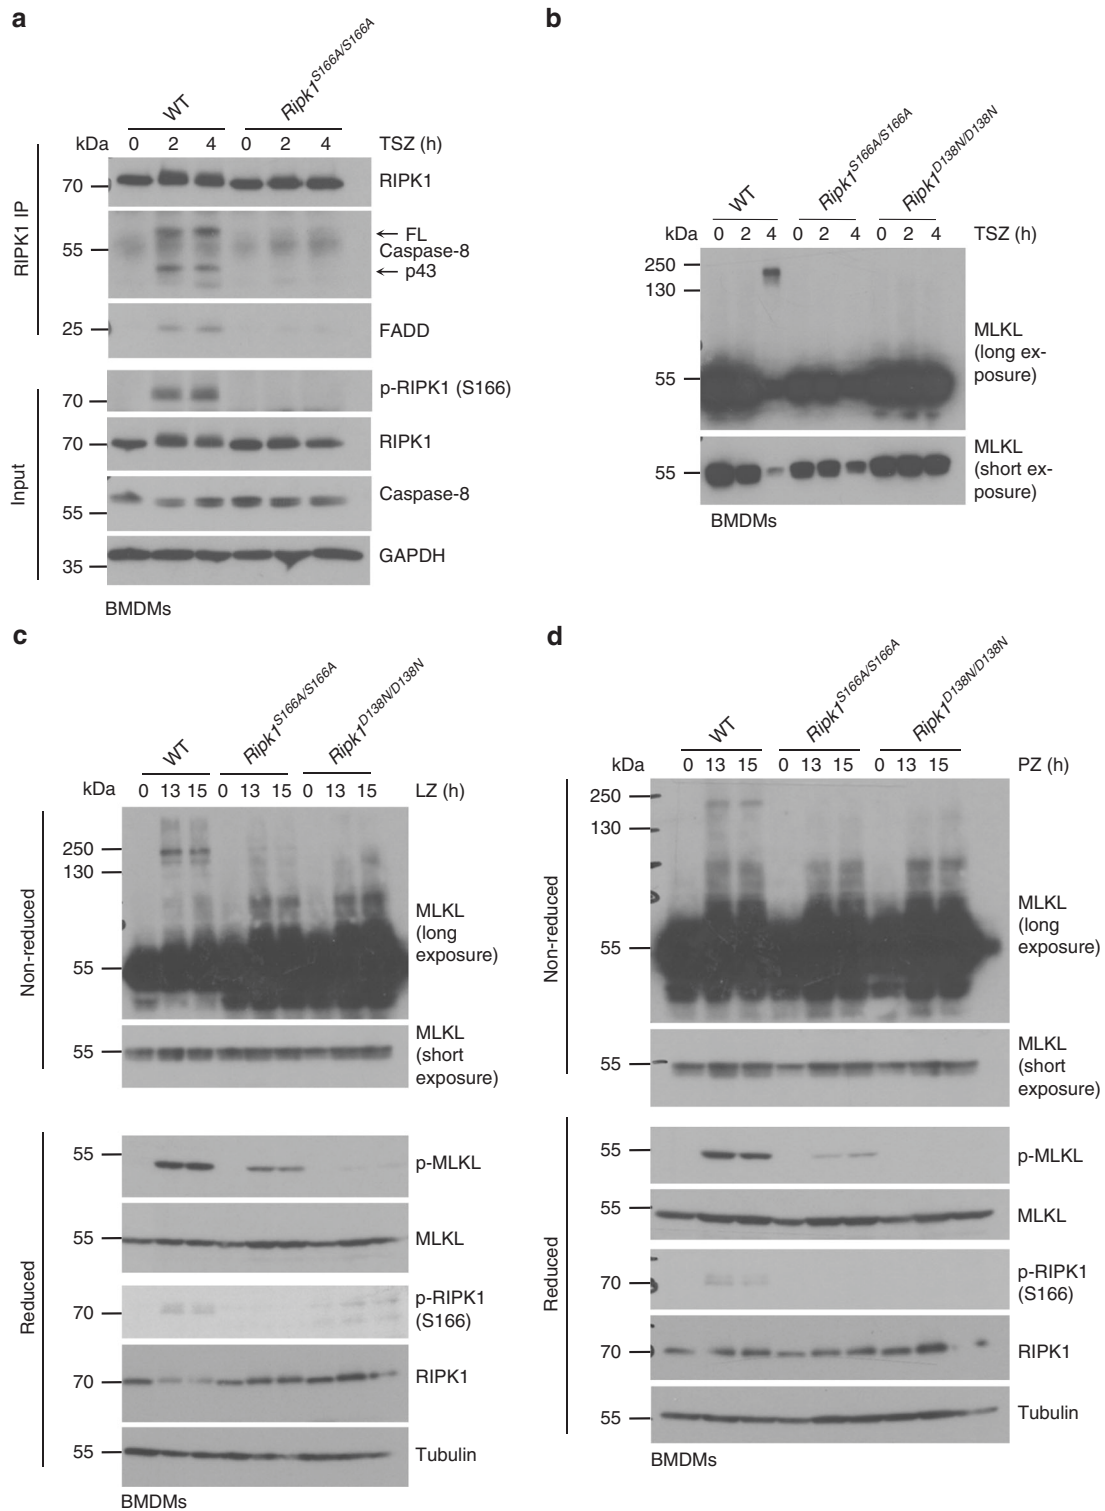 a
WT
Ripk1S166A/S166A
kDa 0 2 4 0 2 4 TSZ (h)
RIPK1 IP
70 RIPK1
← FL
55 Caspase-8
← p43
25 FADD
Input
70 p-RIPK1 (S166)
70 RIPK1
55 Caspase-8
35 GAPDH
BMDMs
b
WT
Ripk1S166A/S166A
Ripk1D138N/D138N
kDa 0 2 4 0 2 4 0 2 4 TSZ (h)
250
130
55
MLKL
(long ex-
posure)
55
MLKL
(short ex-
posure)
BMDMs
c
WT
Ripk1S166A/S166A
Ripk1D138N/D138N
kDa 0 13 15 0 13 15 0 13 15 LZ (h)
Non-reduced
250
130
55
MLKL
(long
exposure)
55
MLKL
(short
exposure)
Reduced
55 p-MLKL
55 MLKL
70 p-RIPK1
(S166)
70 RIPK1
55 Tubulin
BMDMs
d
WT
Ripk1S166A/S166A
Ripk1D138N/D138N
kDa 0 13 15 0 13 15 0 13 15 PZ (h)
Non-reduced
250
130
55
MLKL
(long
exposure)
55
MLKL
(short
exposure)
Reduced
55 p-MLKL
55 MLKL
70 p-RIPK1
(S166)
70 RIPK1
55 Tubulin
BMDMs